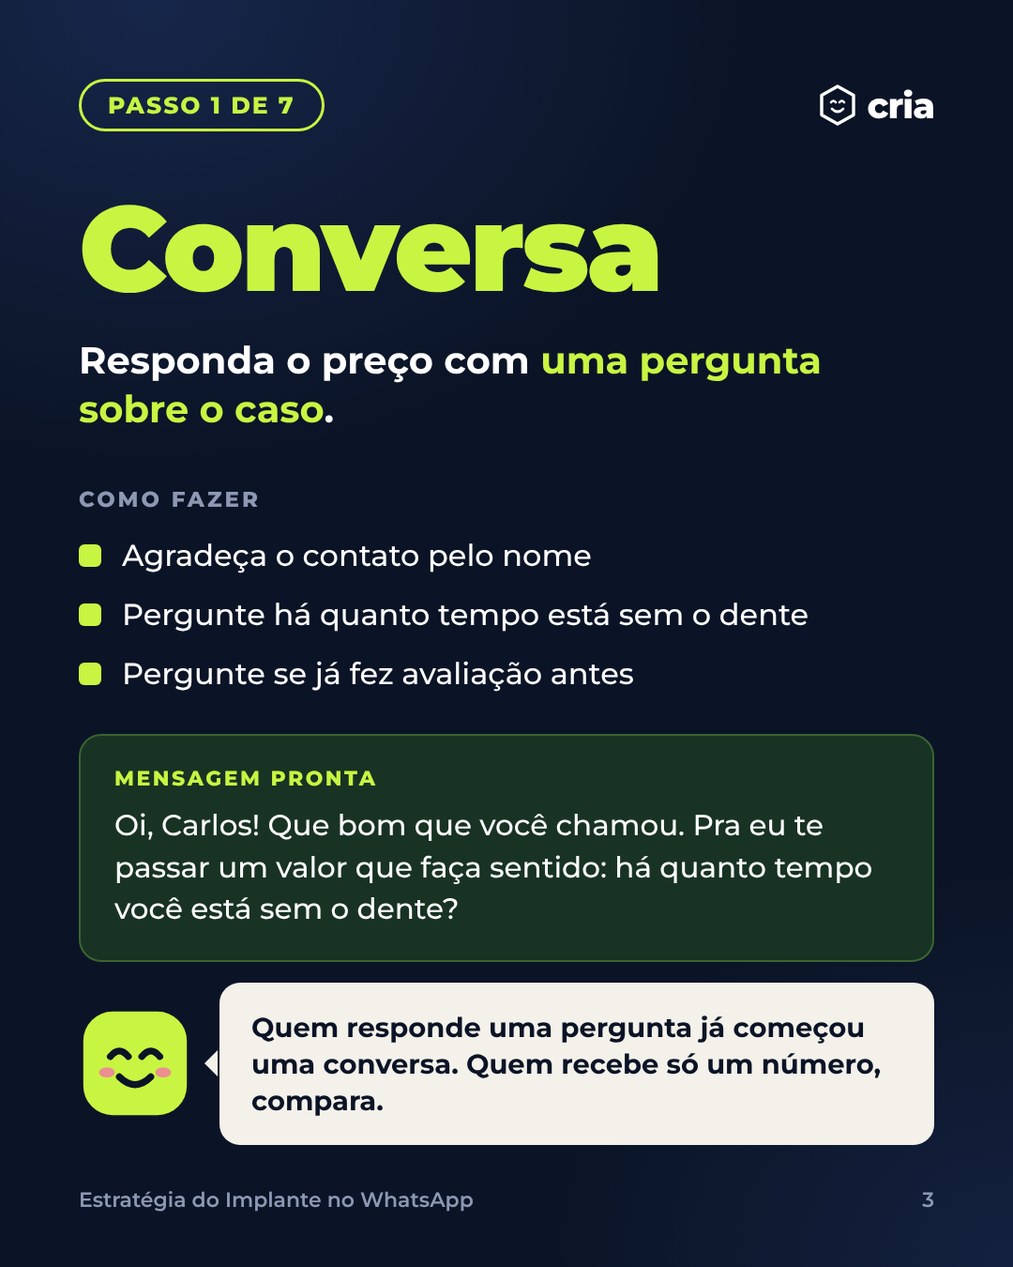 PASSO 1 DE 7
cria
Conversa
Responda o preço com uma pergunta
sobre o caso.
COMO FAZER
Agradeça o contato pelo nome
Pergunte há quanto tempo está sem o dente
Pergunte se já fez avaliação antes
MENSAGEM PRONTA
Oi, Carlos! Que bom que você chamou. Pra eu te
passar um valor que faça sentido: há quanto tempo
você está sem o dente?
Quem responde uma pergunta já começou
uma conversa. Quem recebe só um número,
compara.
Estratégia do Implante no WhatsApp
3